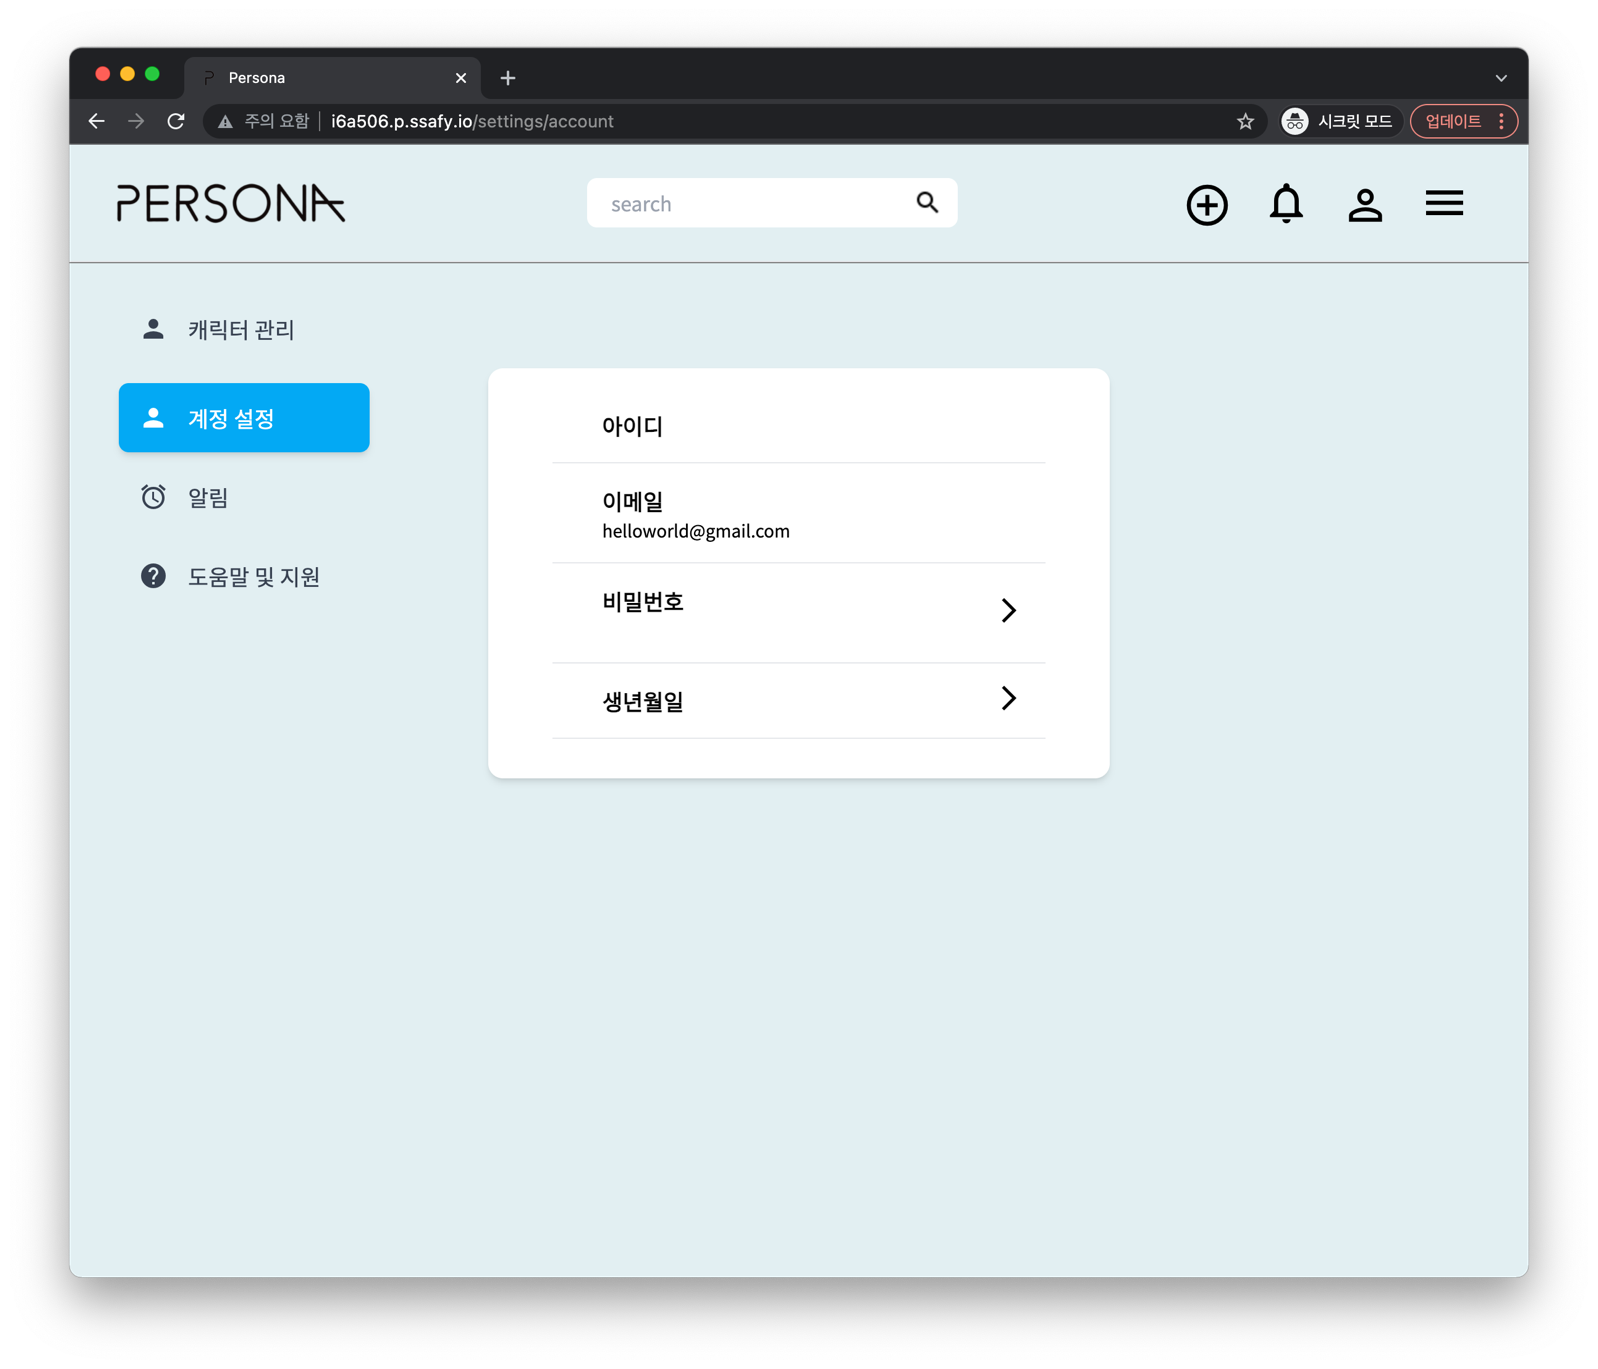 Persona
주의 요함 | i6a506.p.ssafy.io/settings/account
시크릿 모드
업데이트
PERSONA
search
캐릭터 관리
계정 설정
알림
도움말 및 지원
아이디
이메일
helloworld@gmail.com
비밀번호
생년월일